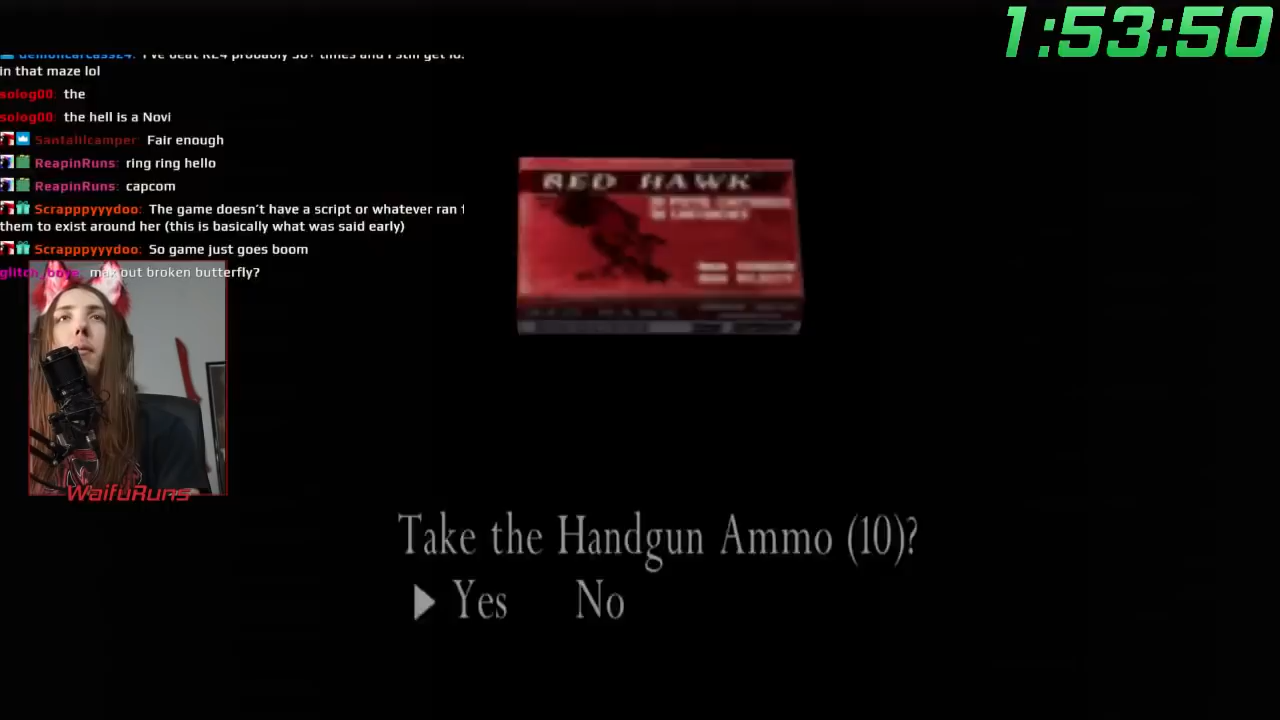 1:53:50
in that maze lol
solog00: the
solog00: the hell is a Novi
Santalilcamper: Fair enough
ReapinRuns: ring ring hello
ReapinRuns: capcom
Scrapppyyydoo: The game doesn't have a script or whatever ran
them to exist around her (this is basically what was said early)
Scrapppyyydoo: So game just goes boom
max out broken butterfly?
RED HAWK
WaifuRuns
Take the Handgun Ammo (10)?
Yes No